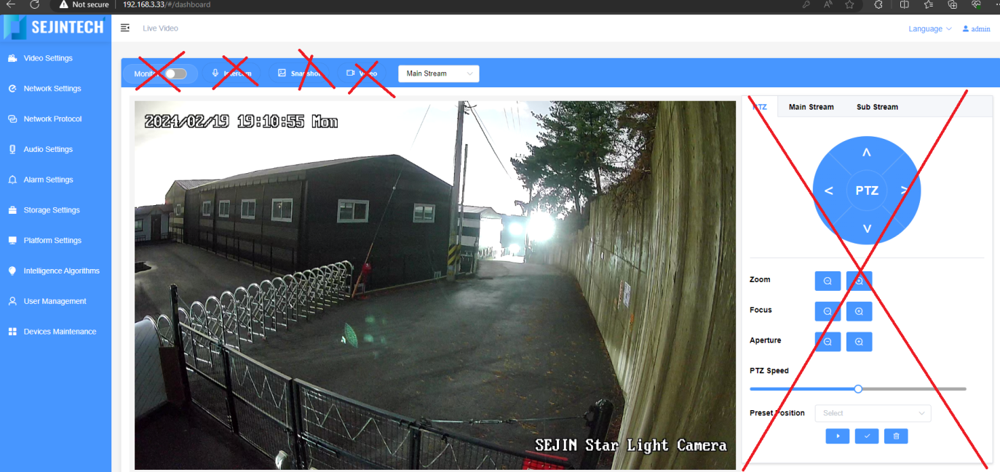 Not secure
192.168.3.33/#/dashboard
SEJINTECH
Live Video
Language
admin
Video Settings
Network Settings
Network Protocol
Audio Settings
Alarm Settings
Storage Settings
Platform Settings
Intelligence Algorithms
User Management
Devices Maintenance
Monitor
Intercom
Snapshot
Video
Main Stream
2024/02/19 19:10:55 Mon
SEJIN Star Light Camera
PTZ
Main Stream
Sub Stream
PTZ
Zoom
Focus
Aperture
PTZ Speed
Preset Position
Select